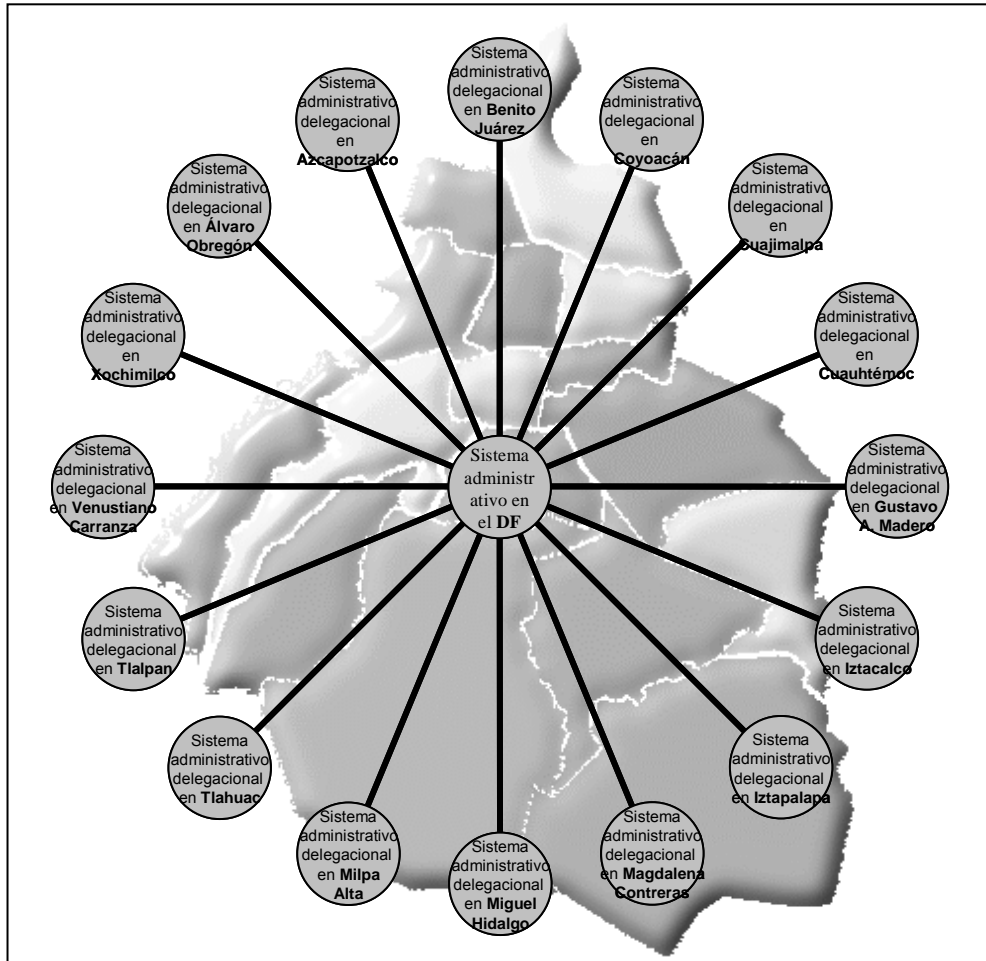 Sistema
administrativo
delegacional
en Benito
Juárez
Sistema
administrativo
delegacional
en
Coyoacán
Sistema
administrativo
delegacional
en
Cuajimalpa
Sistema
administrativo
delegacional
en
Cuauhtémoc
Sistema
administrativo
delegacional
en Gustavo
A. Madero
Sistema
administrativo
delegacional
en Iztacalco
Sistema
administrativo
delegacional
en Iztapalapa
Sistema
administrativo
delegacional
en Magdalena
Contreras
Sistema
administrativo
delegacional
en Miguel
Hidalgo
Sistema
administrativo
delegacional
en Milpa
Alta
Sistema
administrativo
delegacional
en Tlahuac
Sistema
administrativo
delegacional
en Tlalpan
Sistema
administrativo
delegacional
en Venustiano
Carranza
Sistema
administrativo
delegacional
en
Xochimilco
Sistema
administrativo
delegacional
en Álvaro
Obregón
Sistema
administrativo
delegacional
en
Azcapotzalco
Sistema
administr
ativo en
el DF